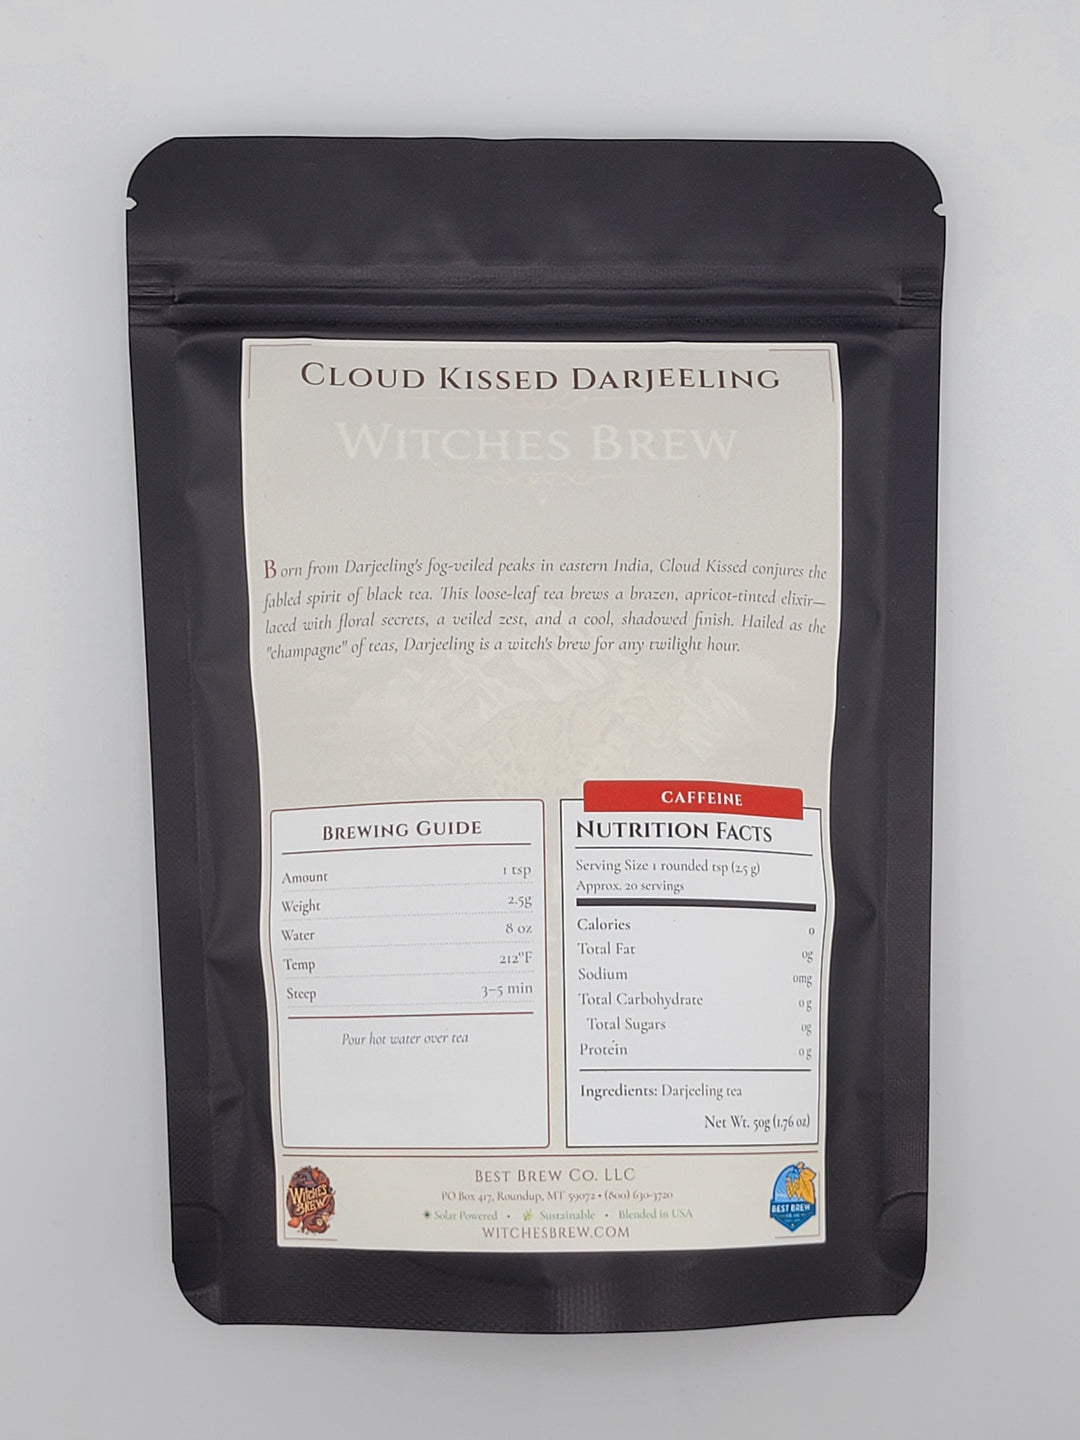 CLOUD KISSED DARJEELING
WITCHES BREW
Born from Darjeeling's fog-veiled peaks in eastern India, Cloud Kissed conjures the
fabled spirit of black tea. This loose-leaf tea brews a brazen, apricot-tinted elixir—
laced with floral secrets, a veiled zest, and a cool, shadowed finish. Hailed as the
"champagne" of teas, Darjeeling is a witch's brew for any twilight hour.
BREWING GUIDE
Amount 1 tsp
Weight 2.5g
Water 8 oz
Temp 212°F
Steep 3–5 min
Pour hot water over tea
CAFFEINE
NUTRITION FACTS
Serving Size 1 rounded tsp (2.5 g)
Approx. 20 servings
Calories 0
Total Fat 0g
Sodium 0mg
Total Carbohydrate 0 g
Total Sugars 0g
Protein 0 g
Ingredients: Darjeeling tea
Net Wt. 50g (1.76 oz)
WITCHES
BREW
BEST BREW CO. LLC
PO Box 417, Roundup, MT 59072 • (800) 630-3720
Solar Powered • Sustainable • Blended in USA
WITCHESBREW.COM
BEST BREW